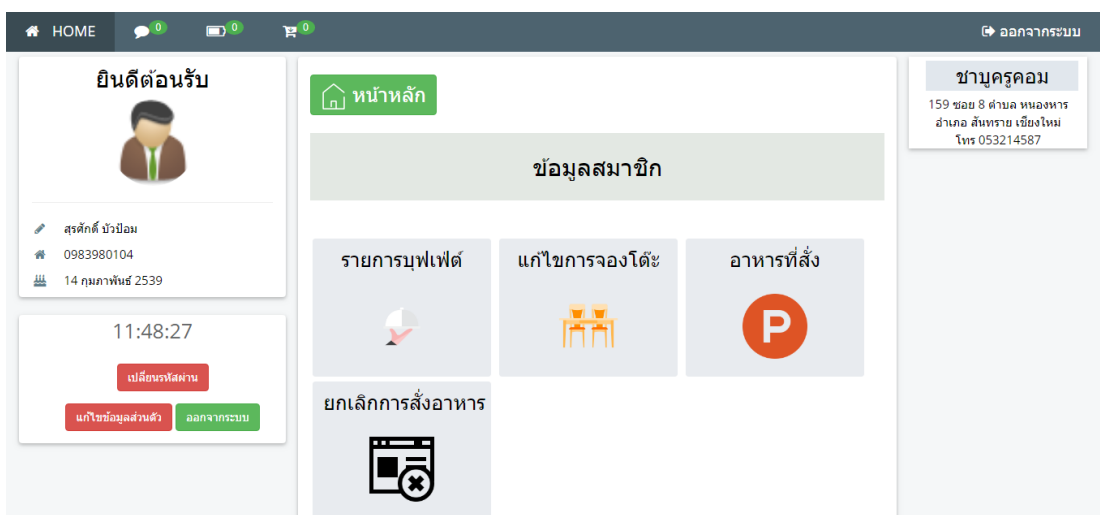 HOME 0 0 0 ออกจากระบบ
ยินดีต้อนรับ
สุรศักดิ์ บัวป้อม
0983980104
14 กุมภาพันธ์ 2539
11:48:27
เปลี่ยนรหัสผ่าน
แก้ไขข้อมูลส่วนตัว ออกจากระบบ
หน้าหลัก
ข้อมูลสมาชิก
รายการบุฟเฟ่ต์ แก้ไขการจองโต๊ะ อาหารที่สั่ง
P
ยกเลิกการสั่งอาหาร
ชาบูครูคอม
159 ซอย 8 ตำบล หนองหาร
อำเภอ สันทราย เชียงใหม่
โทร 053214587